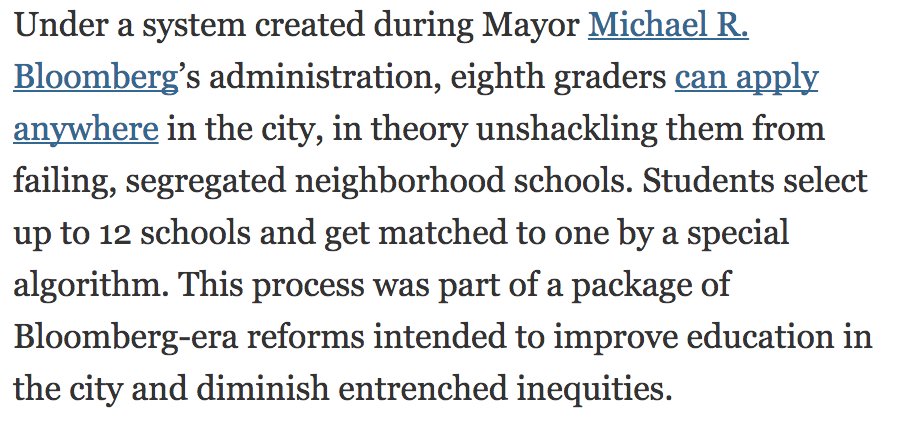 Under a system created during Mayor Michael R.
Bloomberg’s administration, eighth graders can apply
anywhere in the city, in theory unshackling them from
failing, segregated neighborhood schools. Students select
up to 12 schools and get matched to one by a special
algorithm. This process was part of a package of
Bloomberg-era reforms intended to improve education in
the city and diminish entrenched inequities.